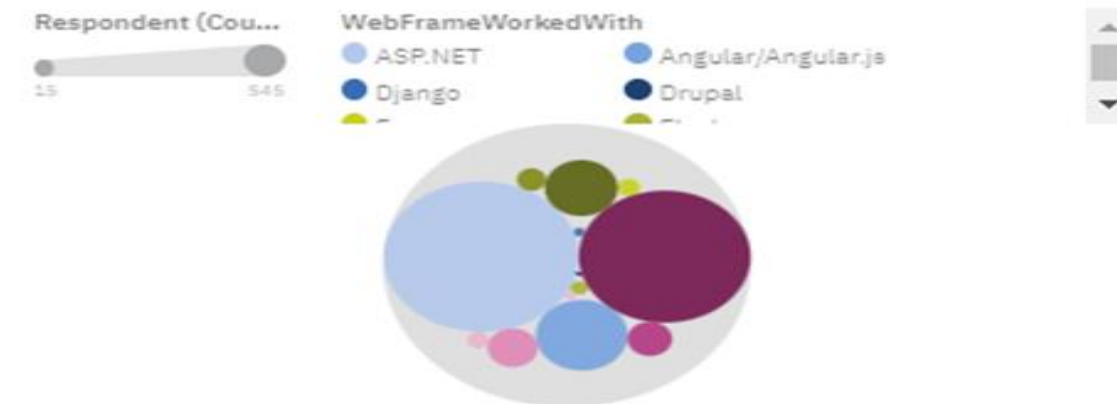 Respondent (Cou... WebFrameWorkedWith
ASP.NET Angular/Angular.js
15 545
Django Drupal